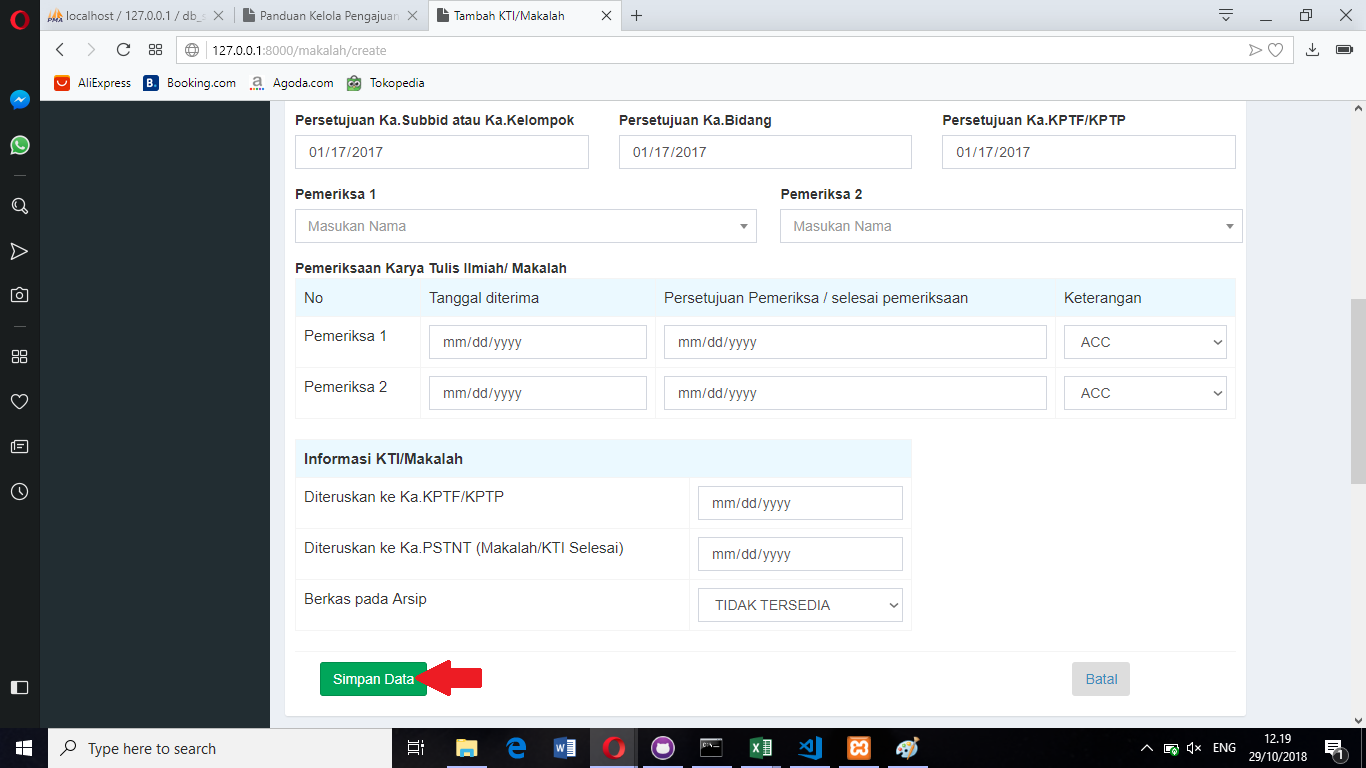 localhost / 127.0.0.1 / db_s
Panduan Kelola Pengajuan
Tambah KTI/Makalah
127.0.0.1:8000/makalah/create
AliExpress
Booking.com
Agoda.com
Tokopedia
Persetujuan Ka.Subbid atau Ka.Kelompok
Persetujuan Ka.Bidang
Persetujuan Ka.KPTF/KPTP
01/17/2017
01/17/2017
01/17/2017
Pemeriksa 1
Pemeriksa 2
Masukan Nama
Masukan Nama
Pemeriksaan Karya Tulis Ilmiah/ Makalah
No
Tanggal diterima
Persetujuan Pemeriksa / selesai pemeriksaan
Keterangan
Pemeriksa 1
mm/dd/yyyy
mm/dd/yyyy
ACC
Pemeriksa 2
mm/dd/yyyy
mm/dd/yyyy
ACC
Informasi KTI/Makalah
Diteruskan ke Ka.KPTF/KPTP
mm/dd/yyyy
Diteruskan ke Ka.PSTNT (Makalah/KTI Selesai)
mm/dd/yyyy
Berkas pada Arsip
TIDAK TERSEDIA
Simpan Data
Batal
Type here to search
ENG
12.19
29/10/2018
1